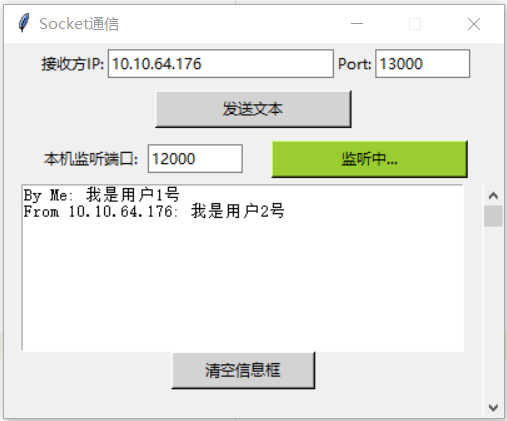 Socket通信
接收方IP: 10.10.64.176 Port: 13000
发送文本
本机监听端口: 12000 监听中...
By Me: 我是用户1号
From 10.10.64.176: 我是用户2号
清空信息框